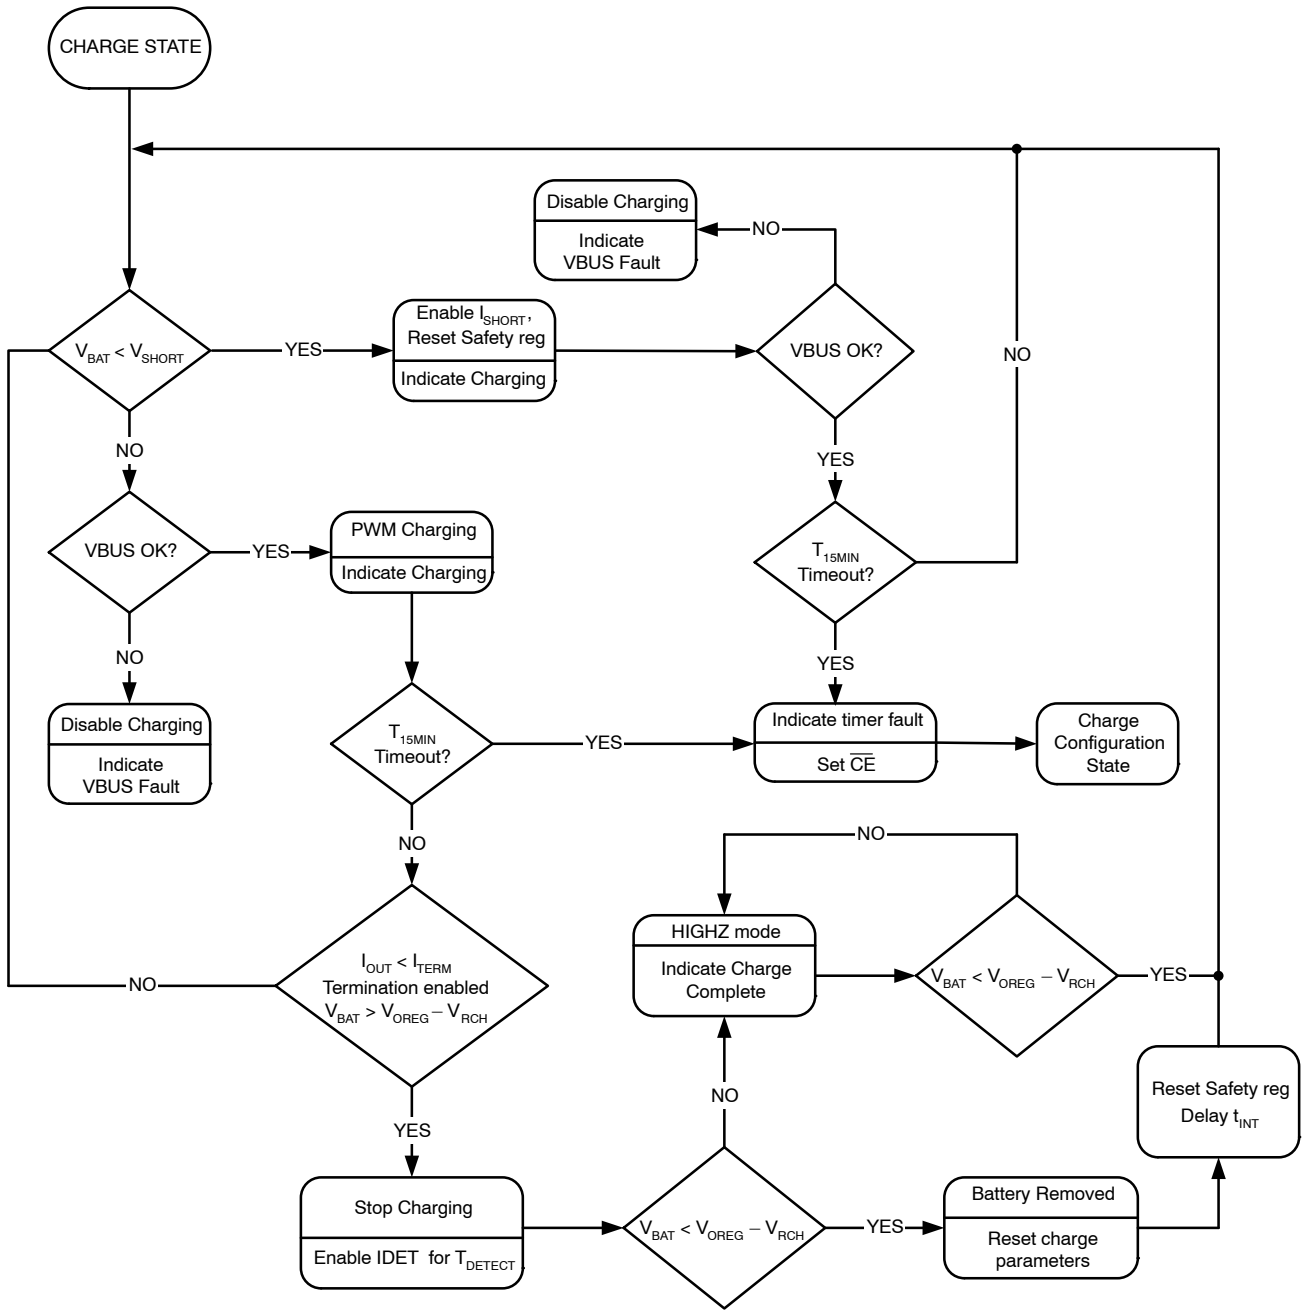 CHARGE STATE
Disable Charging
Indicate
VBUS Fault
NO
Enable I_SHORT,
Reset Safety reg
Indicate Charging
V_BAT < V_SHORT
YES
VBUS OK?
NO
NO
YES
VBUS OK?
YES
PWM Charging
Indicate Charging
T_15MIN
Timeout?
NO
YES
Disable Charging
Indicate
VBUS Fault
T_15MIN
Timeout?
YES
Indicate timer fault
Set C̅E̅
Charge
Configuration
State
NO
NO
I_OUT < I_TERM
Termination enabled
V_BAT > V_OREG – V_RCH
NO
HIGHZ mode
Indicate Charge
Complete
V_BAT < V_OREG – V_RCH
YES
NO
Reset Safety reg
Delay t_INT
YES
Stop Charging
Enable IDET for T_DETECT
V_BAT < V_OREG – V_RCH
YES
Battery Removed
Reset charge
parameters